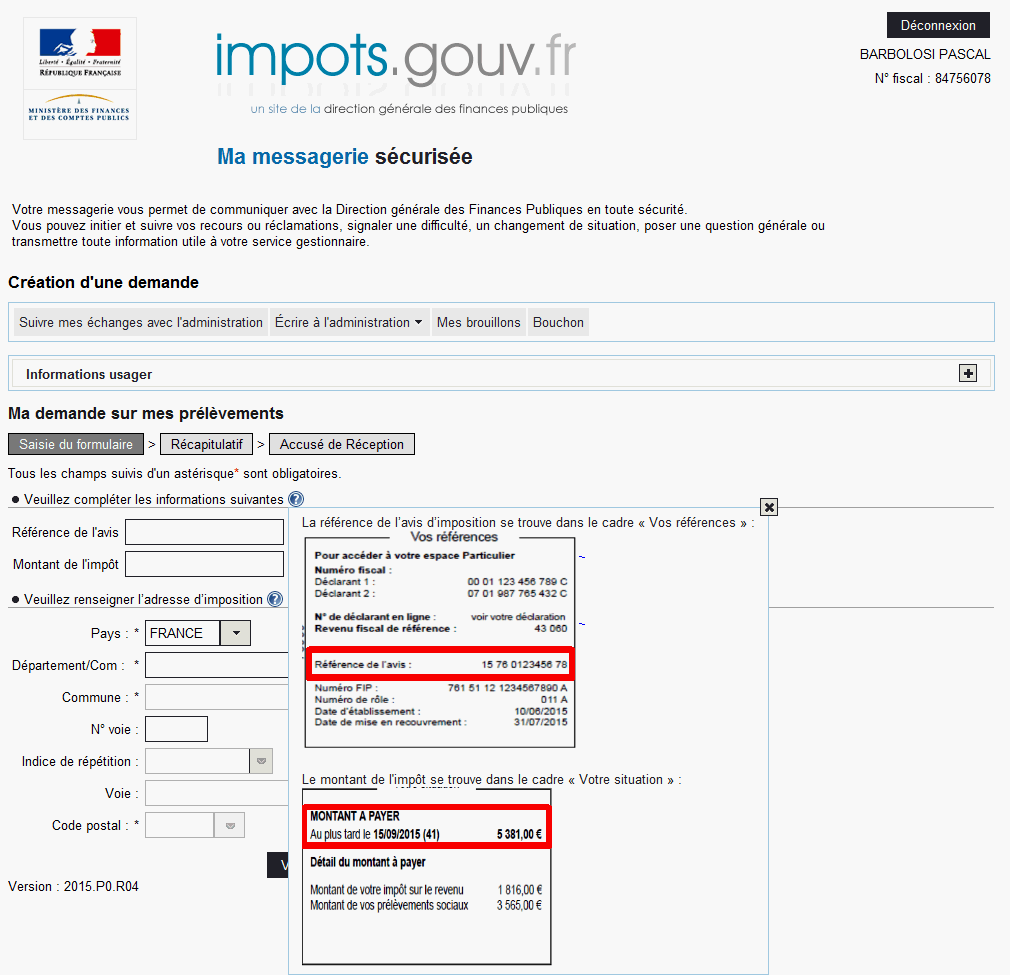 Liberté • Égalité • Fraternité
RÉPUBLIQUE FRANÇAISE
MINISTÈRE DES FINANCES
ET DES COMPTES PUBLICS
impots.gouv.fr
un site de la direction générale des finances publiques
Déconnexion
BARBOLOSI PASCAL
N° fiscal : 84756078
Ma messagerie sécurisée
Votre messagerie vous permet de communiquer avec la Direction générale des Finances Publiques en toute sécurité.
Vous pouvez initier et suivre vos recours ou réclamations, signaler une difficulté, un changement de situation, poser une question générale ou
transmettre toute information utile à votre service gestionnaire.
Création d'une demande
Suivre mes échanges avec l'administration Écrire à l'administration Mes brouillons Bouchon
Informations usager
Ma demande sur mes prélèvements
Saisie du formulaire > Récapitulatif > Accusé de Réception
Tous les champs suivis d'un astérisque* sont obligatoires.
• Veuillez compléter les informations suivantes ?
Référence de l'avis
Montant de l'impôt
• Veuillez renseigner l'adresse d'imposition ?
Pays : * FRANCE
Département/Com : *
Commune : *
N° voie :
Indice de répétition :
Voie :
Code postal : *
V
Version : 2015.P0.R04
La référence de l'avis d'imposition se trouve dans le cadre « Vos références » :
Vos références
Pour accéder à votre espace Particulier
Numéro fiscal :
Déclarant 1 : 00 01 123 456 789 C
Déclarant 2 : 07 01 987 765 432 C
N° de déclarant en ligne : voir votre déclaration
Revenu fiscal de référence : 43 060
Référence de l'avis : 15 76 0123456 78
Numéro FIP : 761 51 12 1234567890 A
Numéro de rôle : 011 A
Date d'établissement : 10/06/2015
Date de mise en recouvrement : 31/07/2015
Le montant de l'impôt se trouve dans le cadre « Votre situation » :
MONTANT A PAYER
Au plus tard le 15/09/2015 (41) 5 381,00 €
Détail du montant à payer
Montant de votre impôt sur le revenu 1 816,00 €
Montant de vos prélèvements sociaux 3 565,00 €